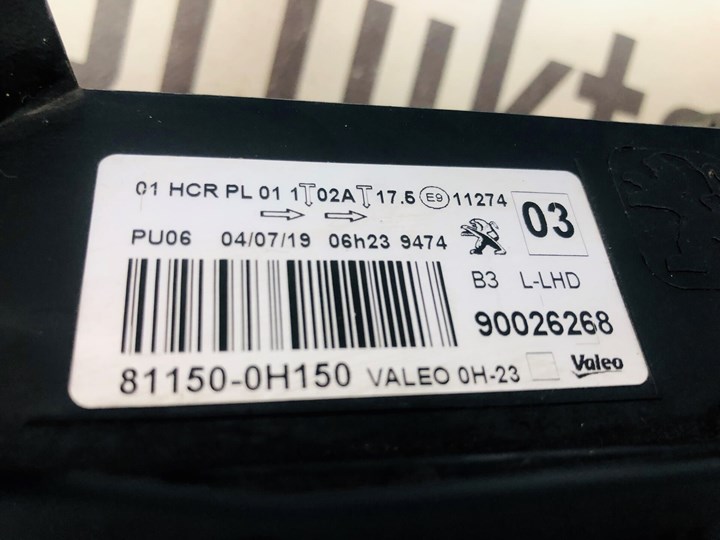 ukt
01 HCR PL 01 1 02A 17.5 E9 11274
03
PU06 04/07/19 06h23 9474
B3 L-LHD
90026268
81150-0H150 VALEO 0H-23
Valeo